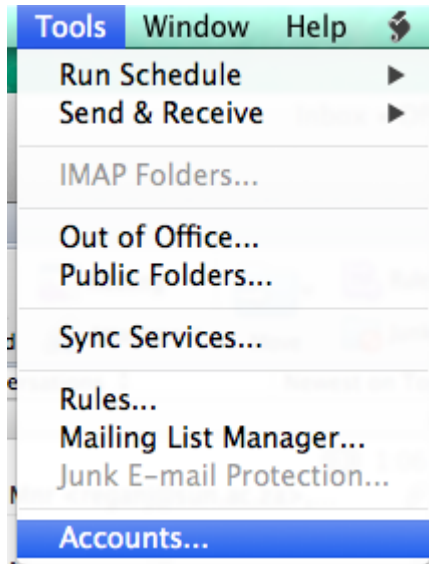 Tools Window Help
Run Schedule
Send & Receive
IMAP Folders...
Out of Office...
Public Folders...
Sync Services...
Rules...
Mailing List Manager...
Junk E-mail Protection...
Accounts...